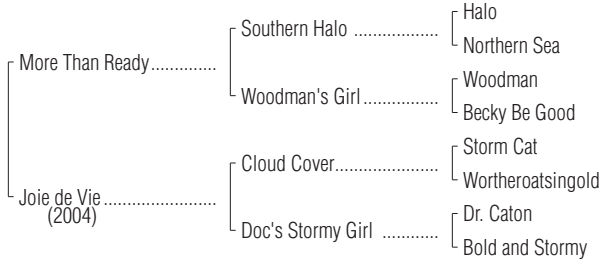 Halo
Southern Halo ..................
Northern Sea
More Than Ready..............
Woodman
Woodman's Girl ................
Becky Be Good
Storm Cat
Cloud Cover......................
Wortheroatsingold
Joie de Vie ........................
(2004)
Dr. Caton
Doc's Stormy Girl ............
Bold and Stormy